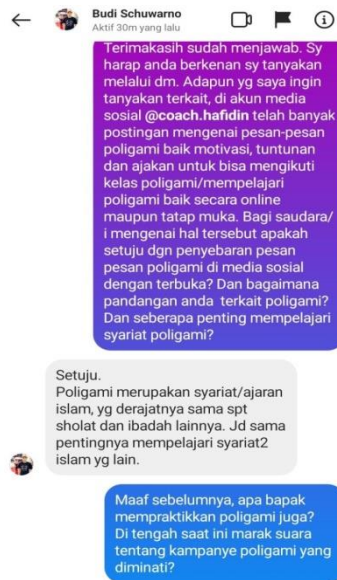 Budi Schuwarno
Aktif 30m yang lalu
Terimakasih sudah menjawab. Sy
harap anda berkenan sy tanyakan
melalui dm. Adapun yg saya ingin
tanyakan terkait, di akun media
sosial @coach.hafidin telah banyak
postingan mengenai pesan-pesan
poligami baik motivasi, tuntunan
dan ajakan untuk bisa mengikuti
kelas poligami/mempelajari
poligami baik secara online
maupun tatap muka. Bagi saudara/
i mengenai hal tersebut apakah
setuju dgn penyebaran pesan
pesan poligami di media sosial
dengan terbuka? Dan bagaimana
pandangan anda terkait poligami?
Dan seberapa penting mempelajari
syariat poligami?
Setuju.
Poligami merupakan syariat/ajaran
islam, yg derajatnya sama spt
sholat dan ibadah lainnya. Jd sama
pentingnya mempelajari syariat2
islam yg lain.
Maaf sebelumnya, apa bapak
mempraktikkan poligami juga?
Di tengah saat ini marak suara
tentang kampanye poligami yang
diminati?